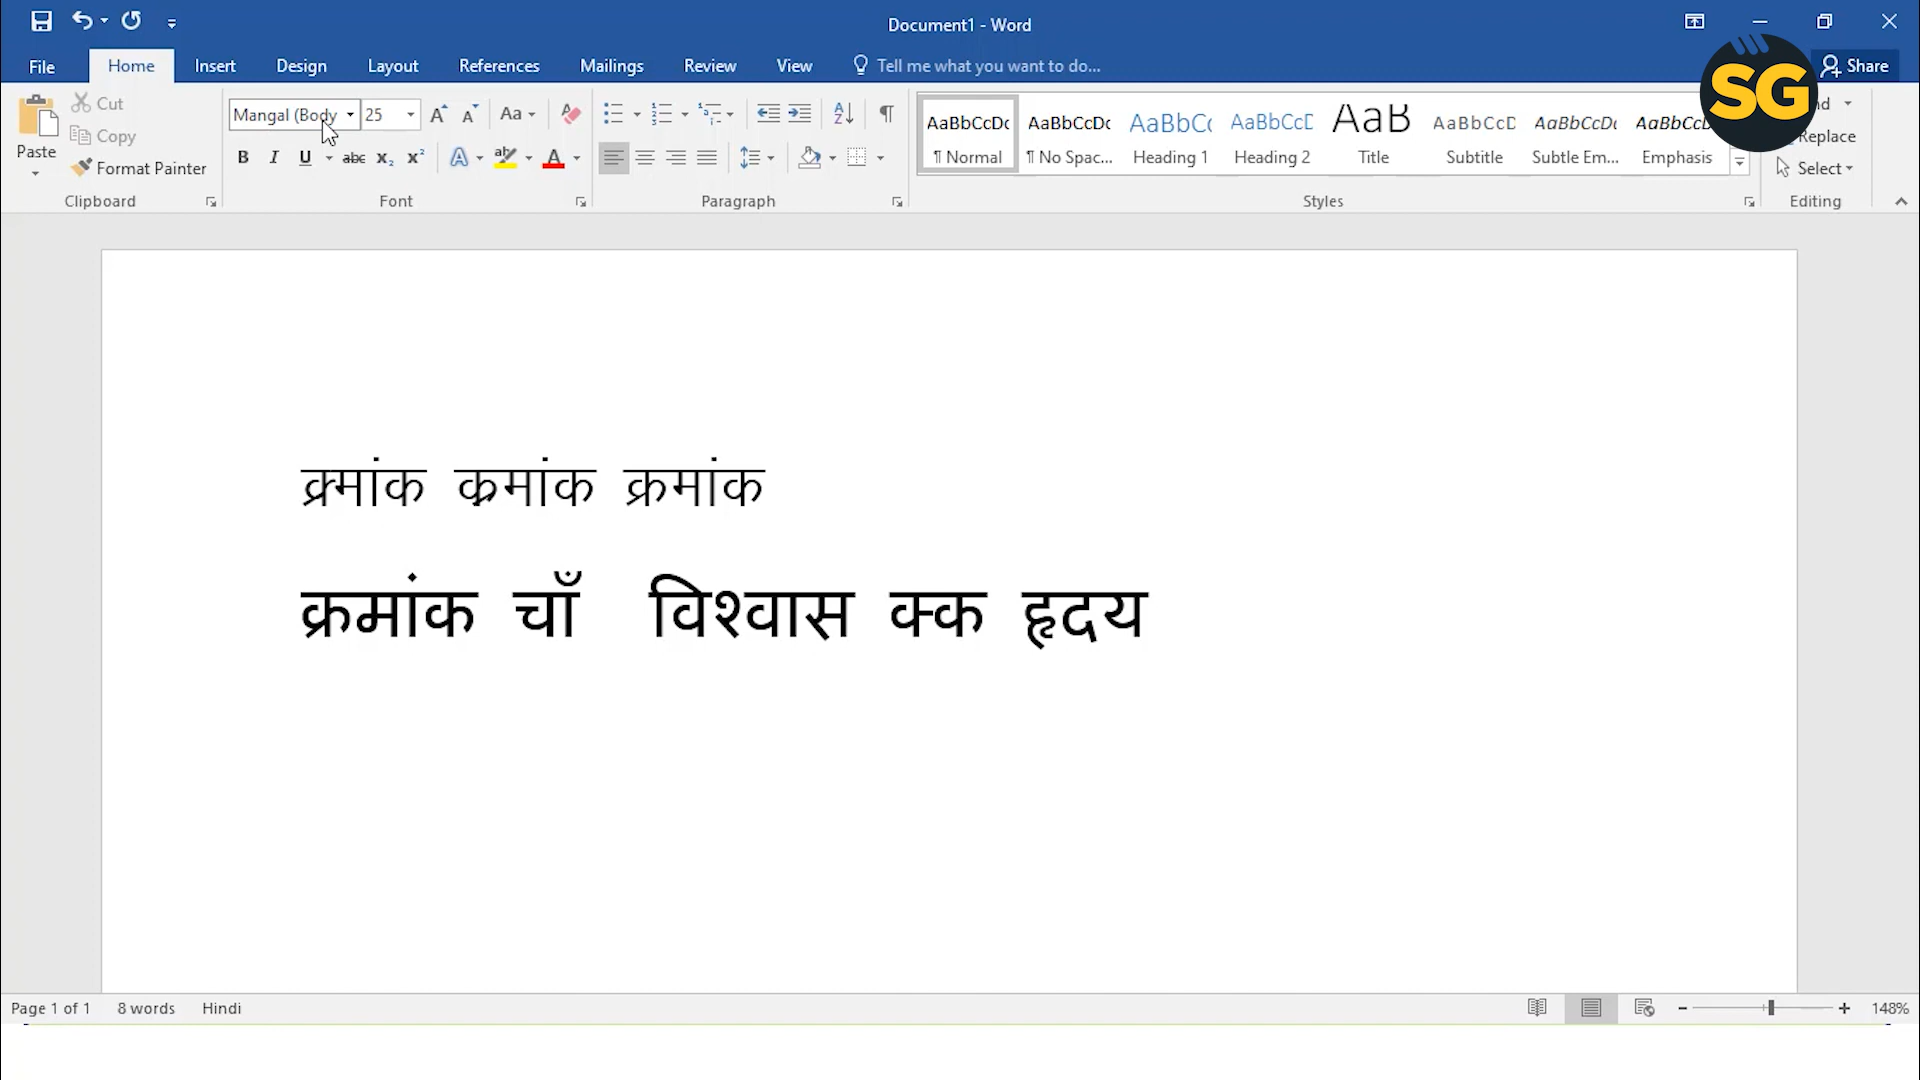 Document1 - Word
File Home Insert Design Layout References Mailings Review View Tell me what you want to do... Share
SG
Paste Cut
Copy
Format Painter
Clipboard
Mangal (Body 25
Font
Paragraph
AaBbCcDc AaBbCcDc AaBbC AaBbCcD AaB AaBbCcD AaBbCcDc
¶ Normal ¶ No Spac... Heading 1 Heading 2 Title Subtitle Subtle Em... Emphasis
Styles
Replace
Select
Editing
क्रमांक क्रमांक
क्रमांक चाँ विश्वास क्क हृदय
Page 1 of 1 8 words Hindi 148%